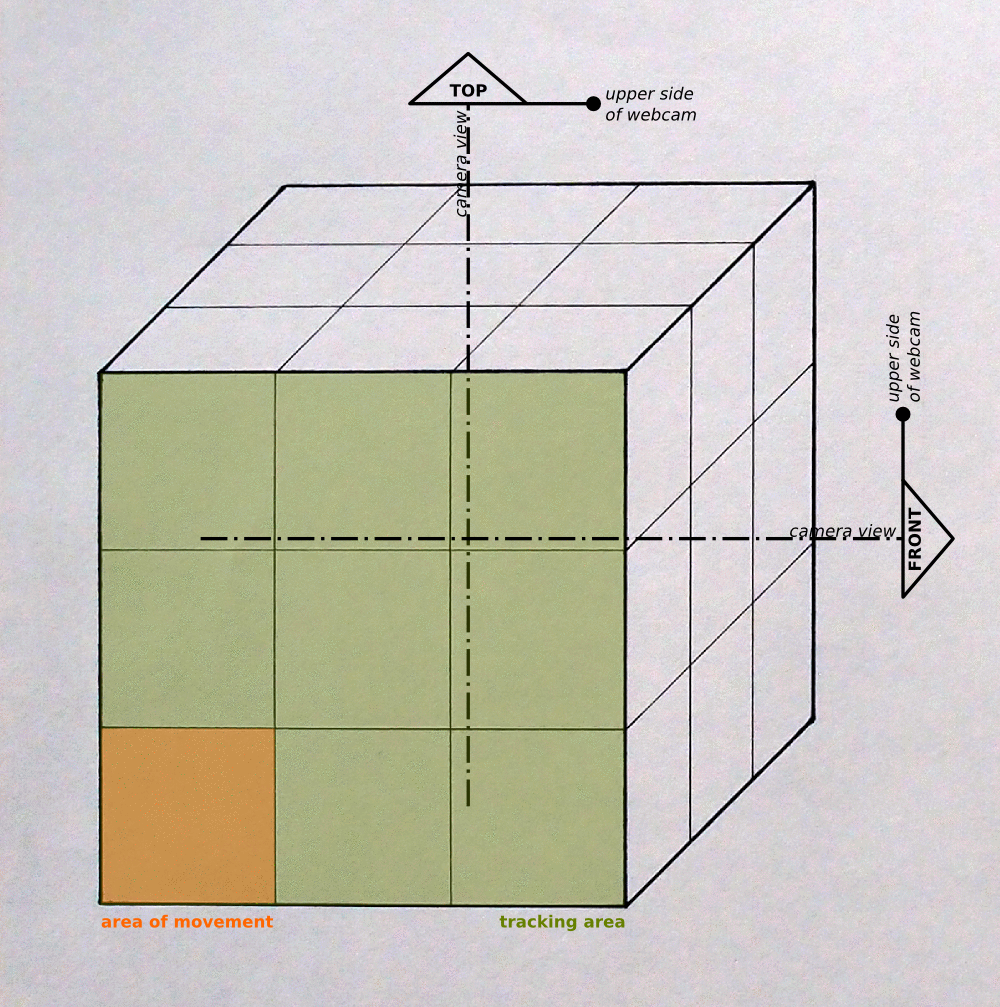 TOP
upper side
of webcam
camera view
upper side
of webcam
camera view
FRONT
area of movement
tracking area